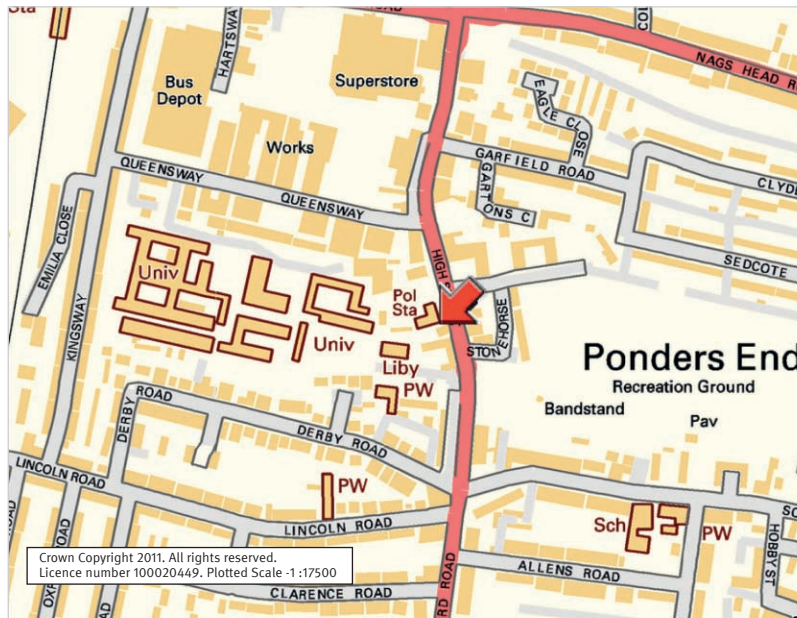 Sta
HARTSWAY
ROAD
Bus
Depot
Superstore
NAGS HEAD R
EAGLE CLOSE
Works
GARFIELD ROAD
QUEENSWAY
QUEENSWAY
GARTONS C
CLYD
EMILIA CLOSE
SEDCOTE
Univ
HIGH
Pol
Sta
KINGSWAY
Univ
STONEHORSE
Liby
Ponders End
Recreation Ground
PW
Bandstand
Pav
DERBY ROAD
DERBY ROAD
LINCOLN ROAD
PW
LINCOLN ROAD
Sch
PW
HOBBY ST
ALLENS ROAD
CLARENCE ROAD
RD ROAD
Crown Copyright 2011. All rights reserved.
Licence number 100020449. Plotted Scale -1:17500